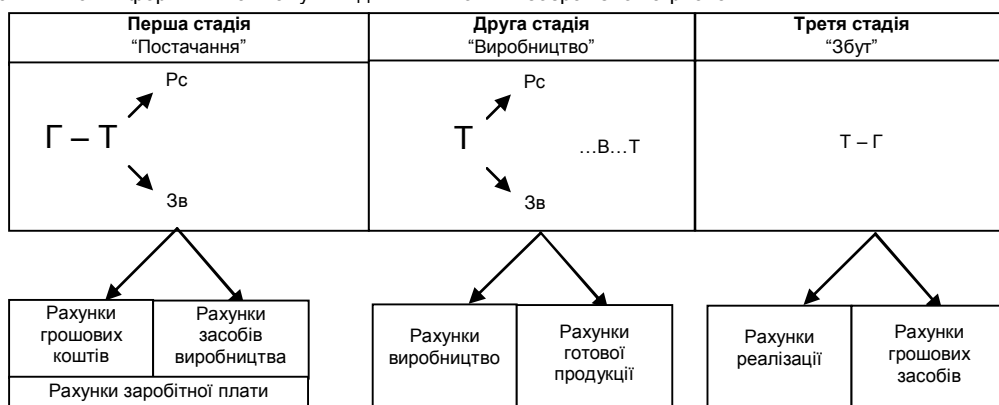 Перша стадія
“Постачання”
Друга стадія
“Виробництво”
Третя стадія
“Збут”
Рс
Г – Т
Зв
Рс
Т
…В…Т
Зв
Т – Г
Рахунки
грошових
коштів
Рахунки
засобів
виробництва
Рахунки заробітної плати
Рахунки
виробництво
Рахунки
готової
продукції
Рахунки
реалізації
Рахунки
грошових
засобів